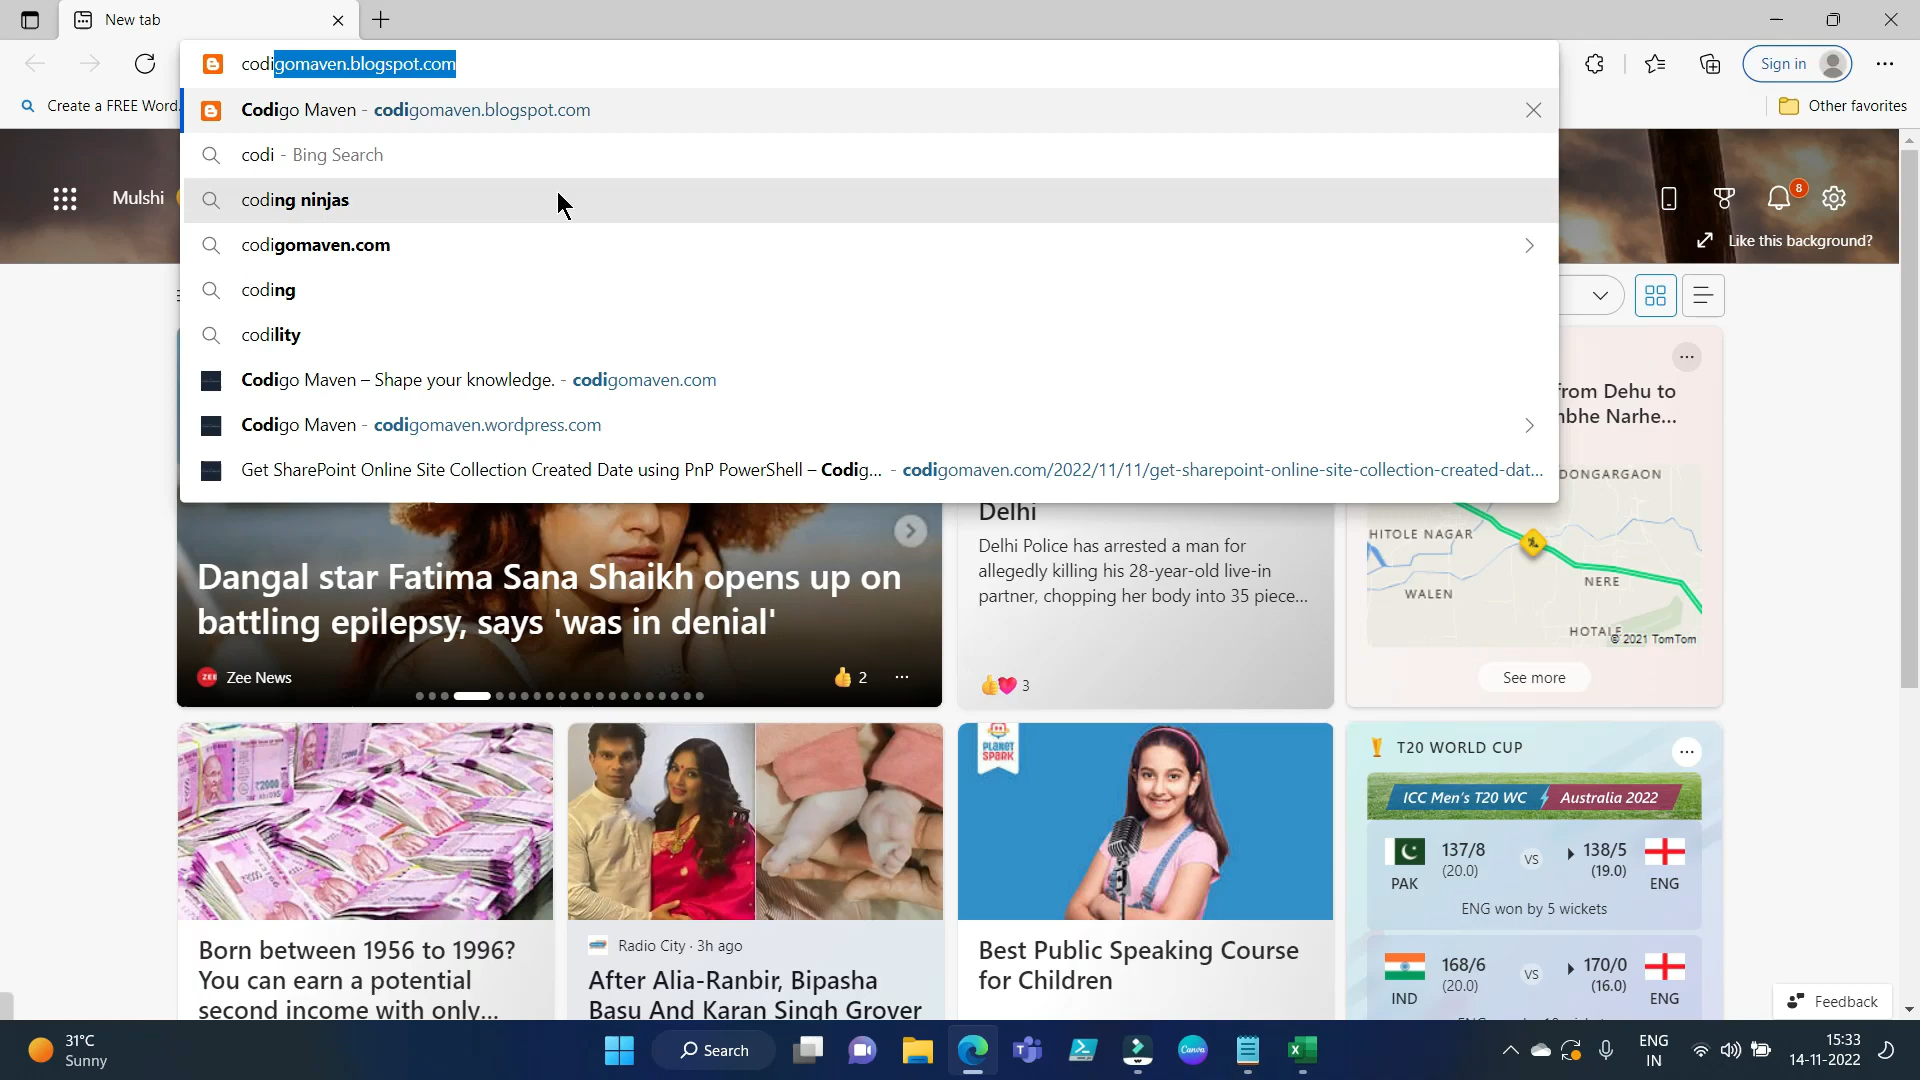 New tab
codigomaven.blogspot.com
Sign in
Create a FREE Word.
Codigo Maven - codigomaven.blogspot.com
Other favorites
codi - Bing Search
Mulshi
coding ninjas
8
Like this background?
codigomaven.com
coding
codility
Codigo Maven – Shape your knowledge. - codigomaven.com
Codigo Maven - codigomaven.wordpress.com
Get SharePoint Online Site Collection Created Date using PnP PowerShell – Codig... - codigomaven.com/2022/11/11/get-sharepoint-online-site-collection-created-dat...
from Dehu to
nbhe Narhe...
DONGARGAON
HITOLE NAGAR
NERE
WALEN
HOTALE
© 2021 TomTom
See more
Dangal star Fatima Sana Shaikh opens up on
battling epilepsy, says 'was in denial'
ZEE Zee News
2
Delhi
Delhi Police has arrested a man for
allegedly killing his 28-year-old live-in
partner, chopping her body into 35 piece...
3
Born between 1956 to 1996?
You can earn a potential
second income with only...
Radio City · 3h ago
After Alia-Ranbir, Bipasha
Basu And Karan Singh Grover
PLANET
SPARK
Best Public Speaking Course
for Children
T20 WORLD CUP
ICC Men's T20 WC Australia 2022
PAK 137/8 (20.0) vs 138/5 (19.0) ENG
ENG won by 5 wickets
IND 168/6 (20.0) vs 170/0 (16.0) ENG
Feedback
31°C
Sunny
Search
Canva
ENG
IN
15:33
14-11-2022